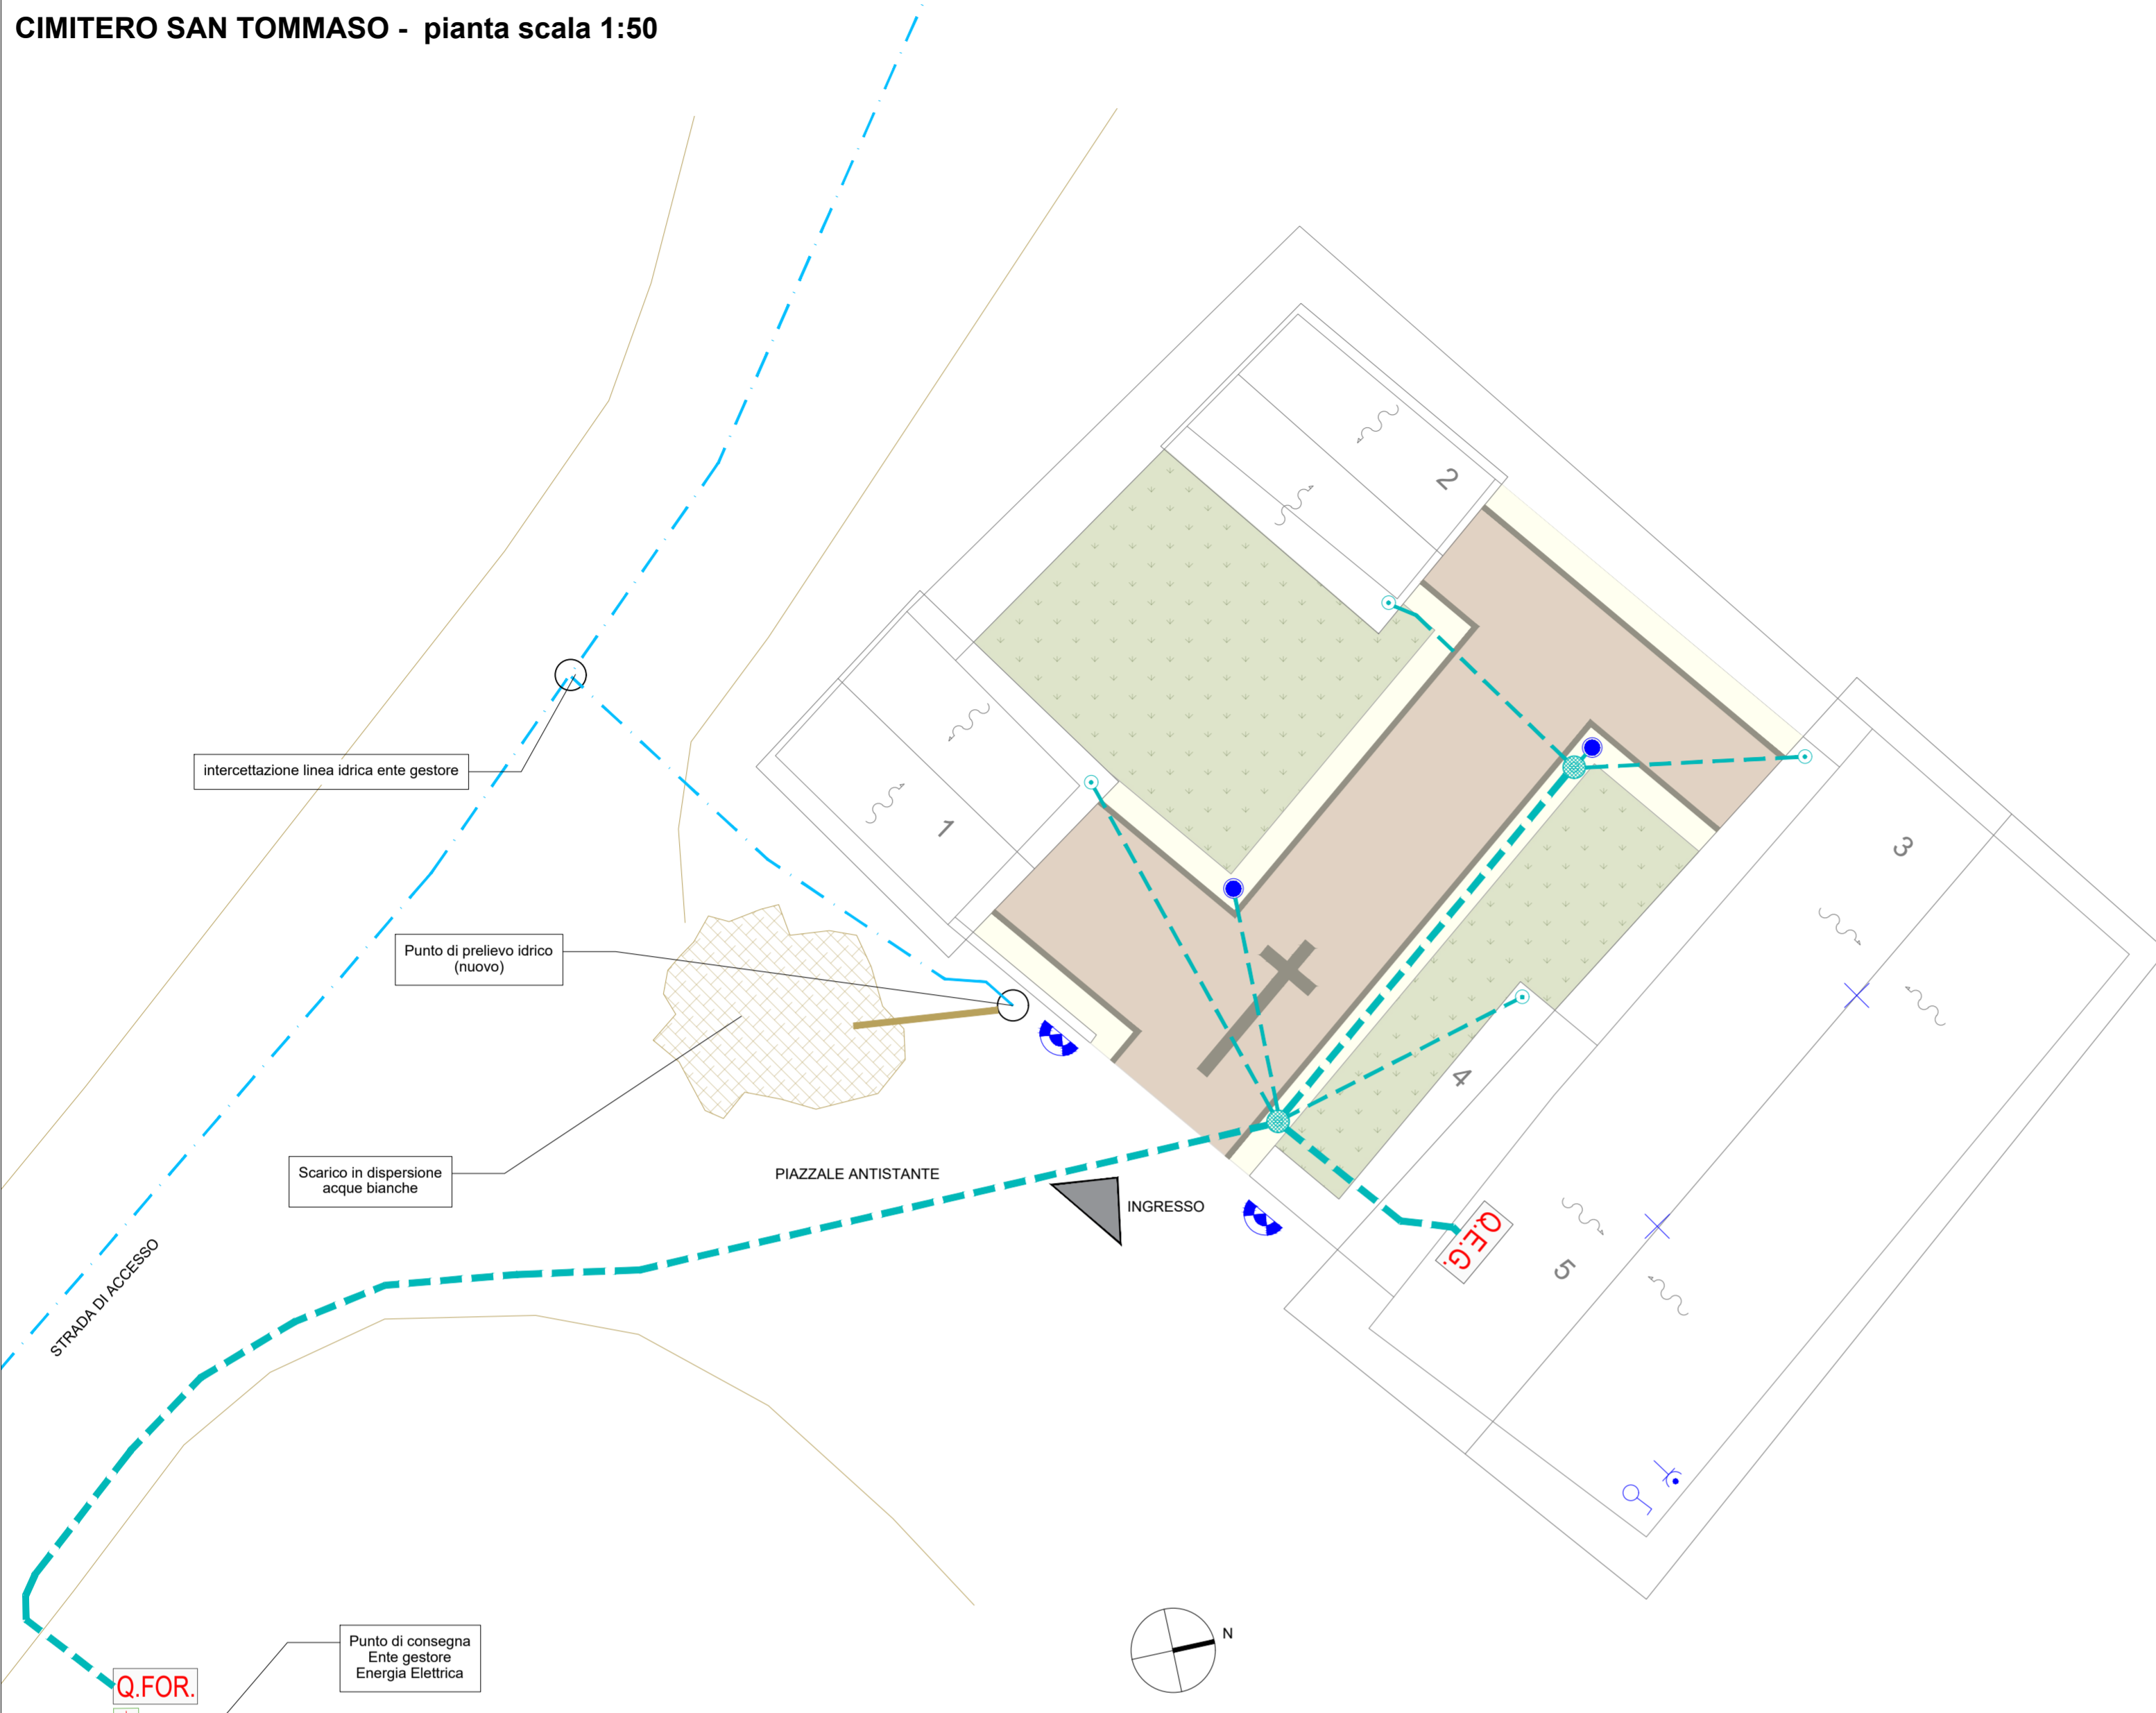 CIMITERO SAN TOMMASO - pianta scala 1:50
2
intercettazione linea idrica ente gestore
1
3
Punto di prelievo idrico
(nuovo)
4
Scarico in dispersione
acque bianche
PIAZZALE ANTISTANTE
INGRESSO
Q.E.G.
5
STRADA DI ACCESSO
N
Punto di consegna
Ente gestore
Energia Elettrica
Q.FOR.